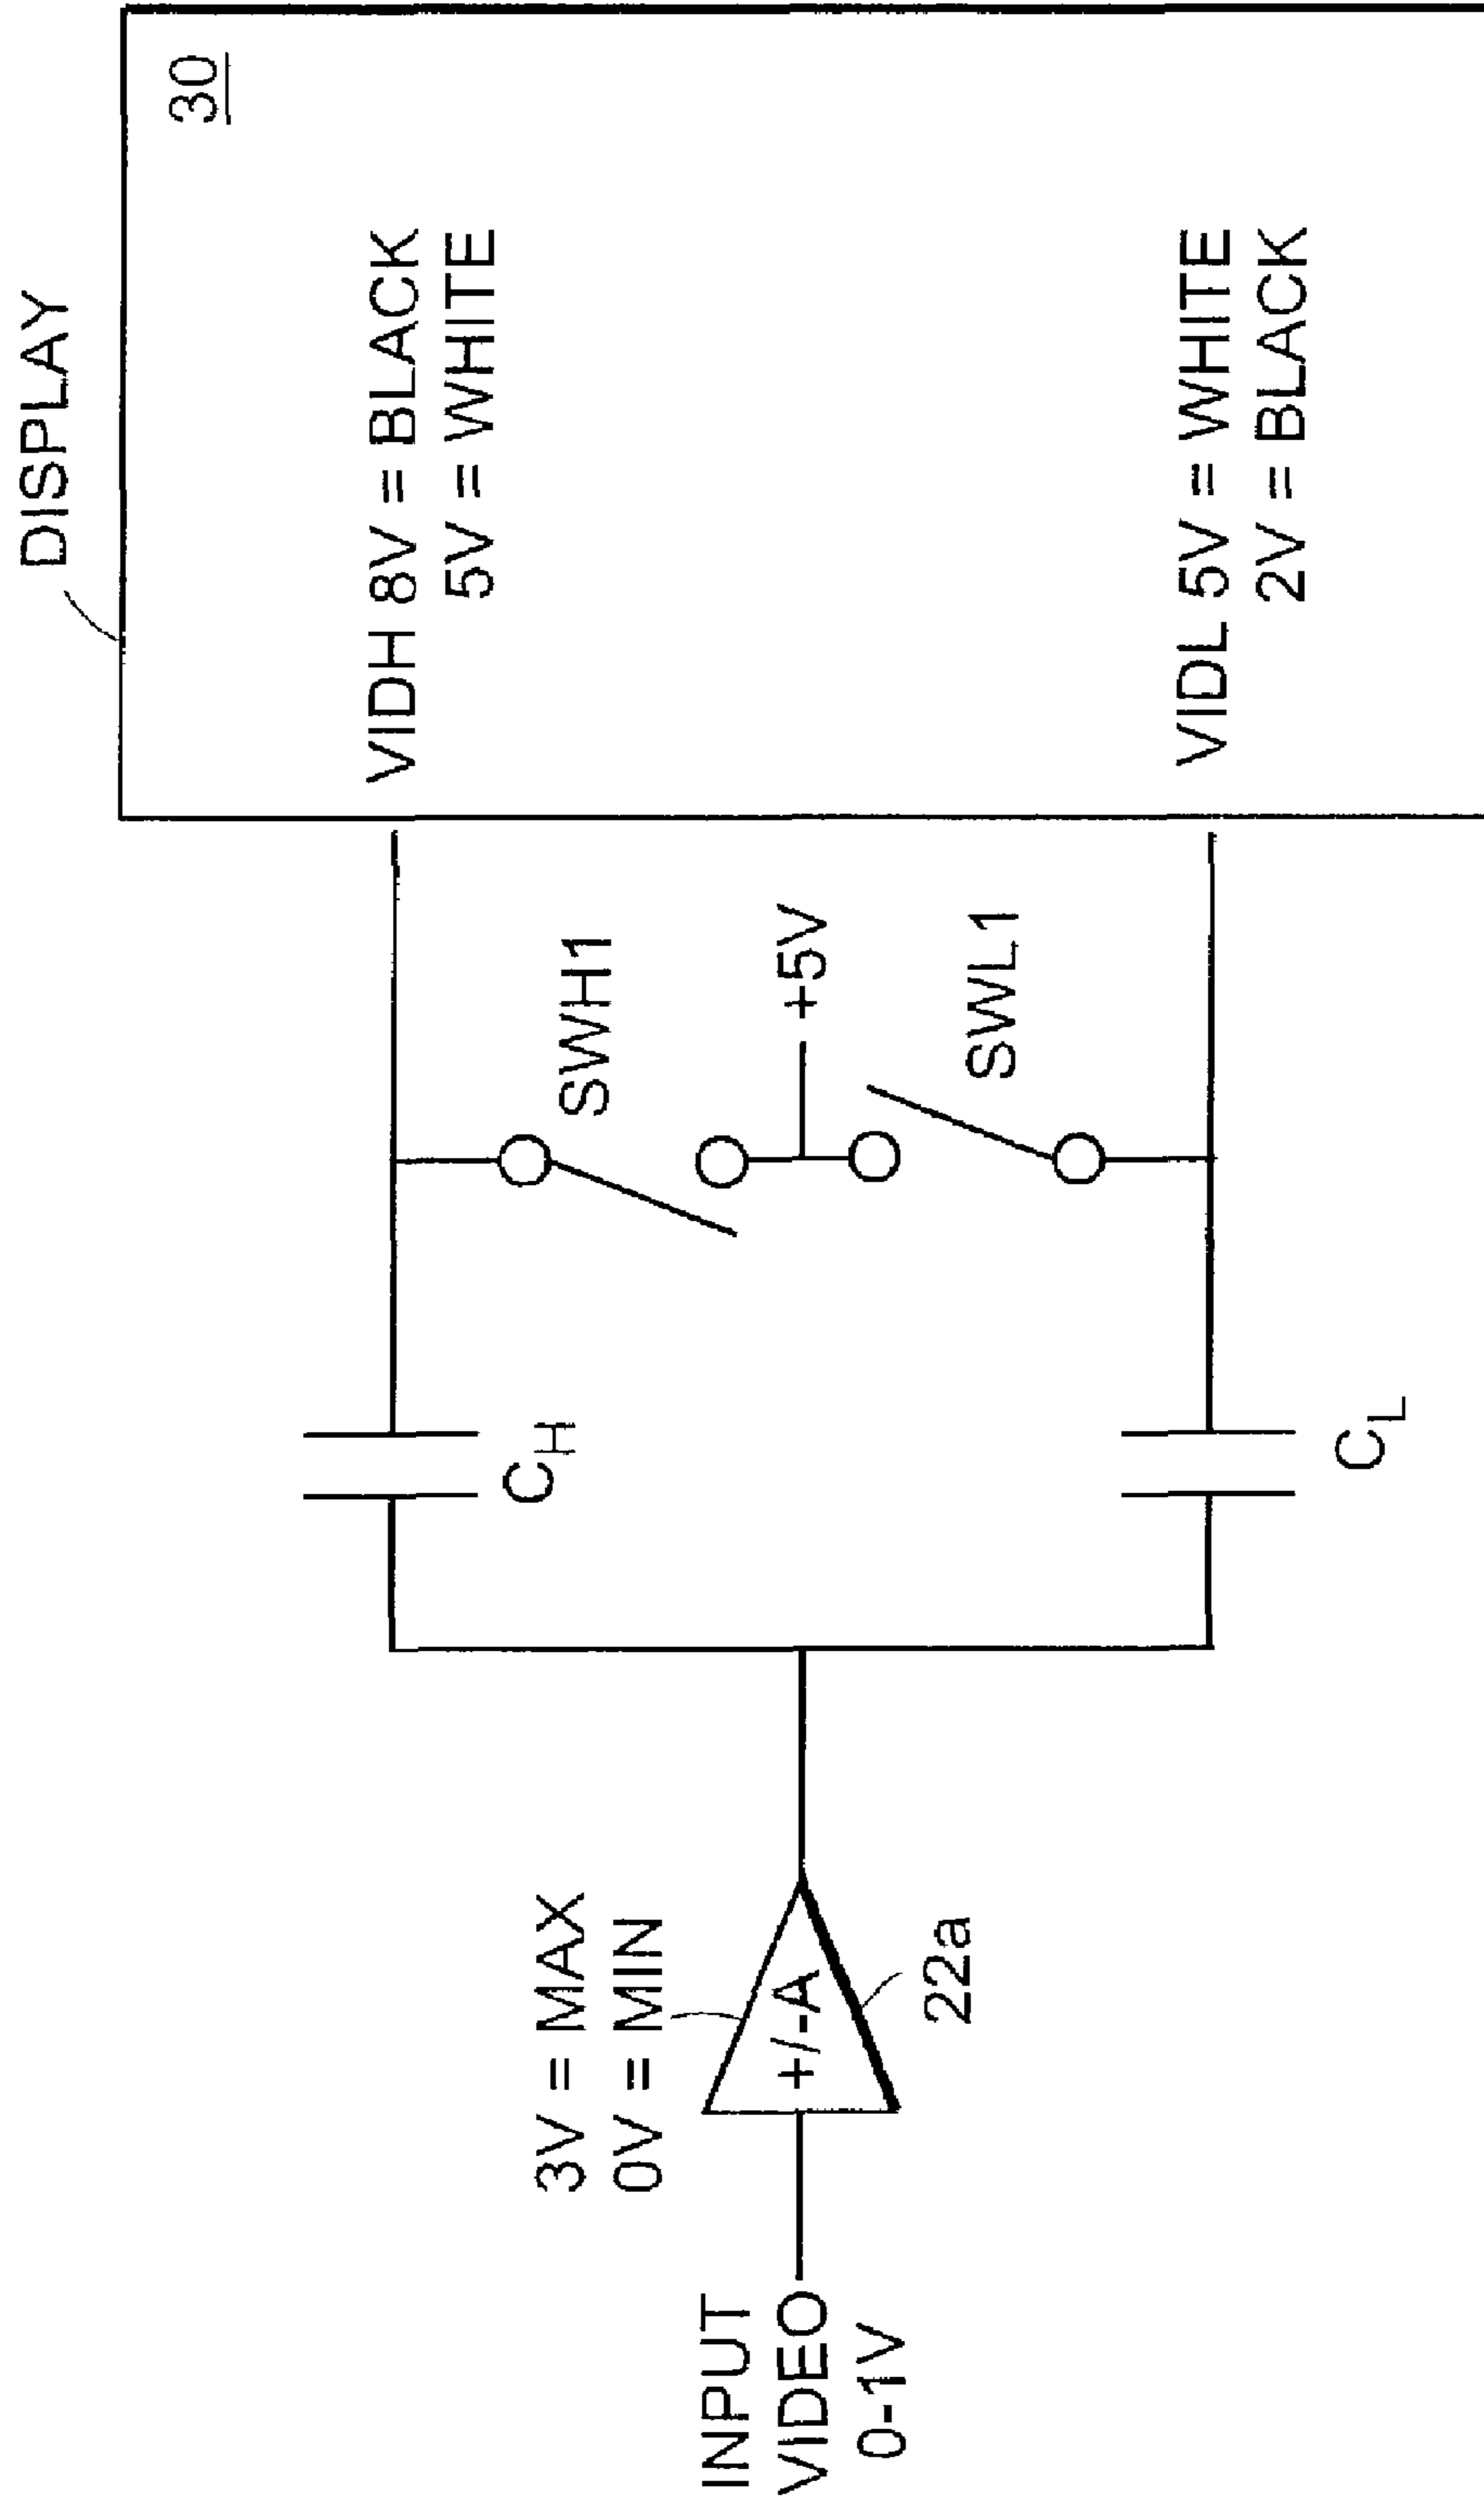 DISPLAY
30
VIDH 8V = BLACK
5V = WHITE
VIDL 5V = WHITE
2V = BLACK
SWH1
+5V
SWL1
CH
CL
3V = MAX
0V = MIN
+/-A
22a
INPUT
VIDEO
0-1V